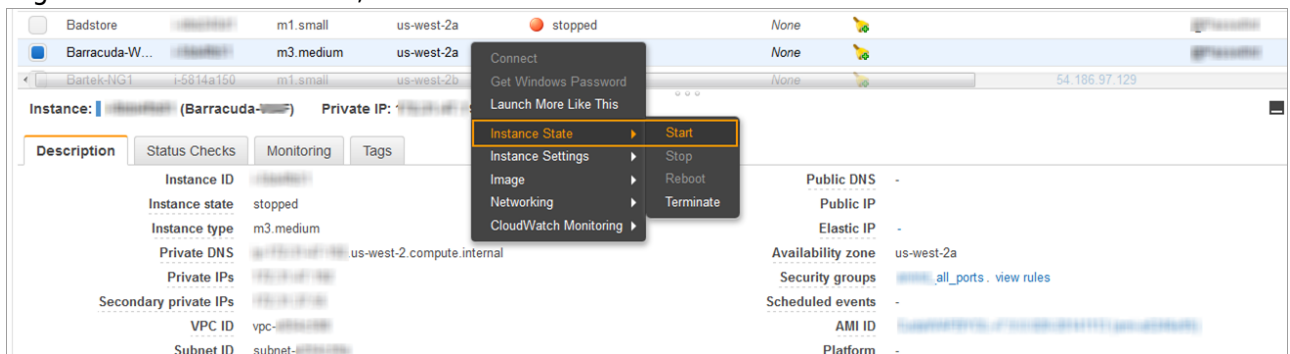 Badstore m1.small us-west-2a stopped None
Barracuda-W... m3.medium us-west-2a None
Bartek-NG1 i-5814a150 m1.small us-west-2b None 54.186.97.129
Connect
Get Windows Password
Launch More Like This
Instance State Start
Instance Settings Stop
Image Reboot
Networking Terminate
CloudWatch Monitoring
Instance: (Barracuda- ) Private IP:
Description Status Checks Monitoring Tags
Instance ID Public DNS -
Instance state stopped Public IP
Instance type m3.medium Elastic IP -
Private DNS .us-west-2.compute.internal Availability zone us-west-2a
Private IPs Security groups _all_ports . view rules
Secondary private IPs Scheduled events -
VPC ID vpc- AMI ID
Subnet ID subnet- Platform -